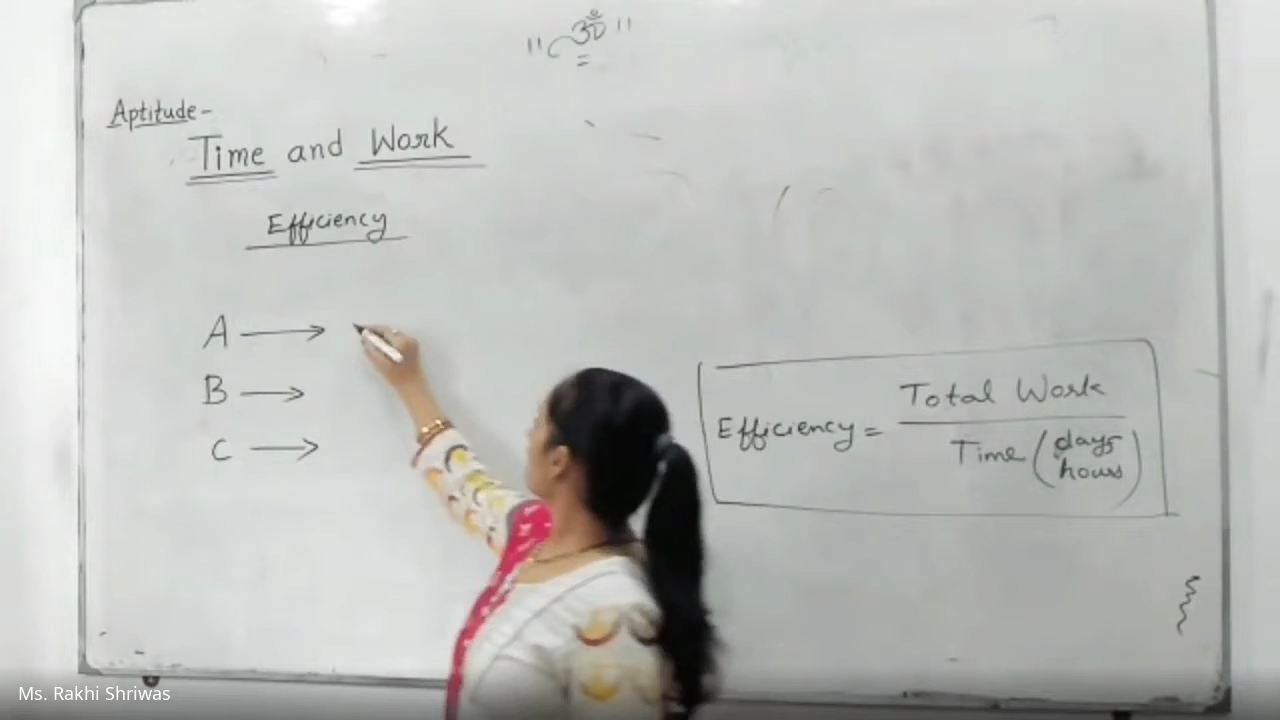 " ॐ "
Aptitude-
Time and Work
Efficiency
A →
B →
C →
Efficiency = Total Work
Time (days
hours)
Ms. Rakhi Shriwas